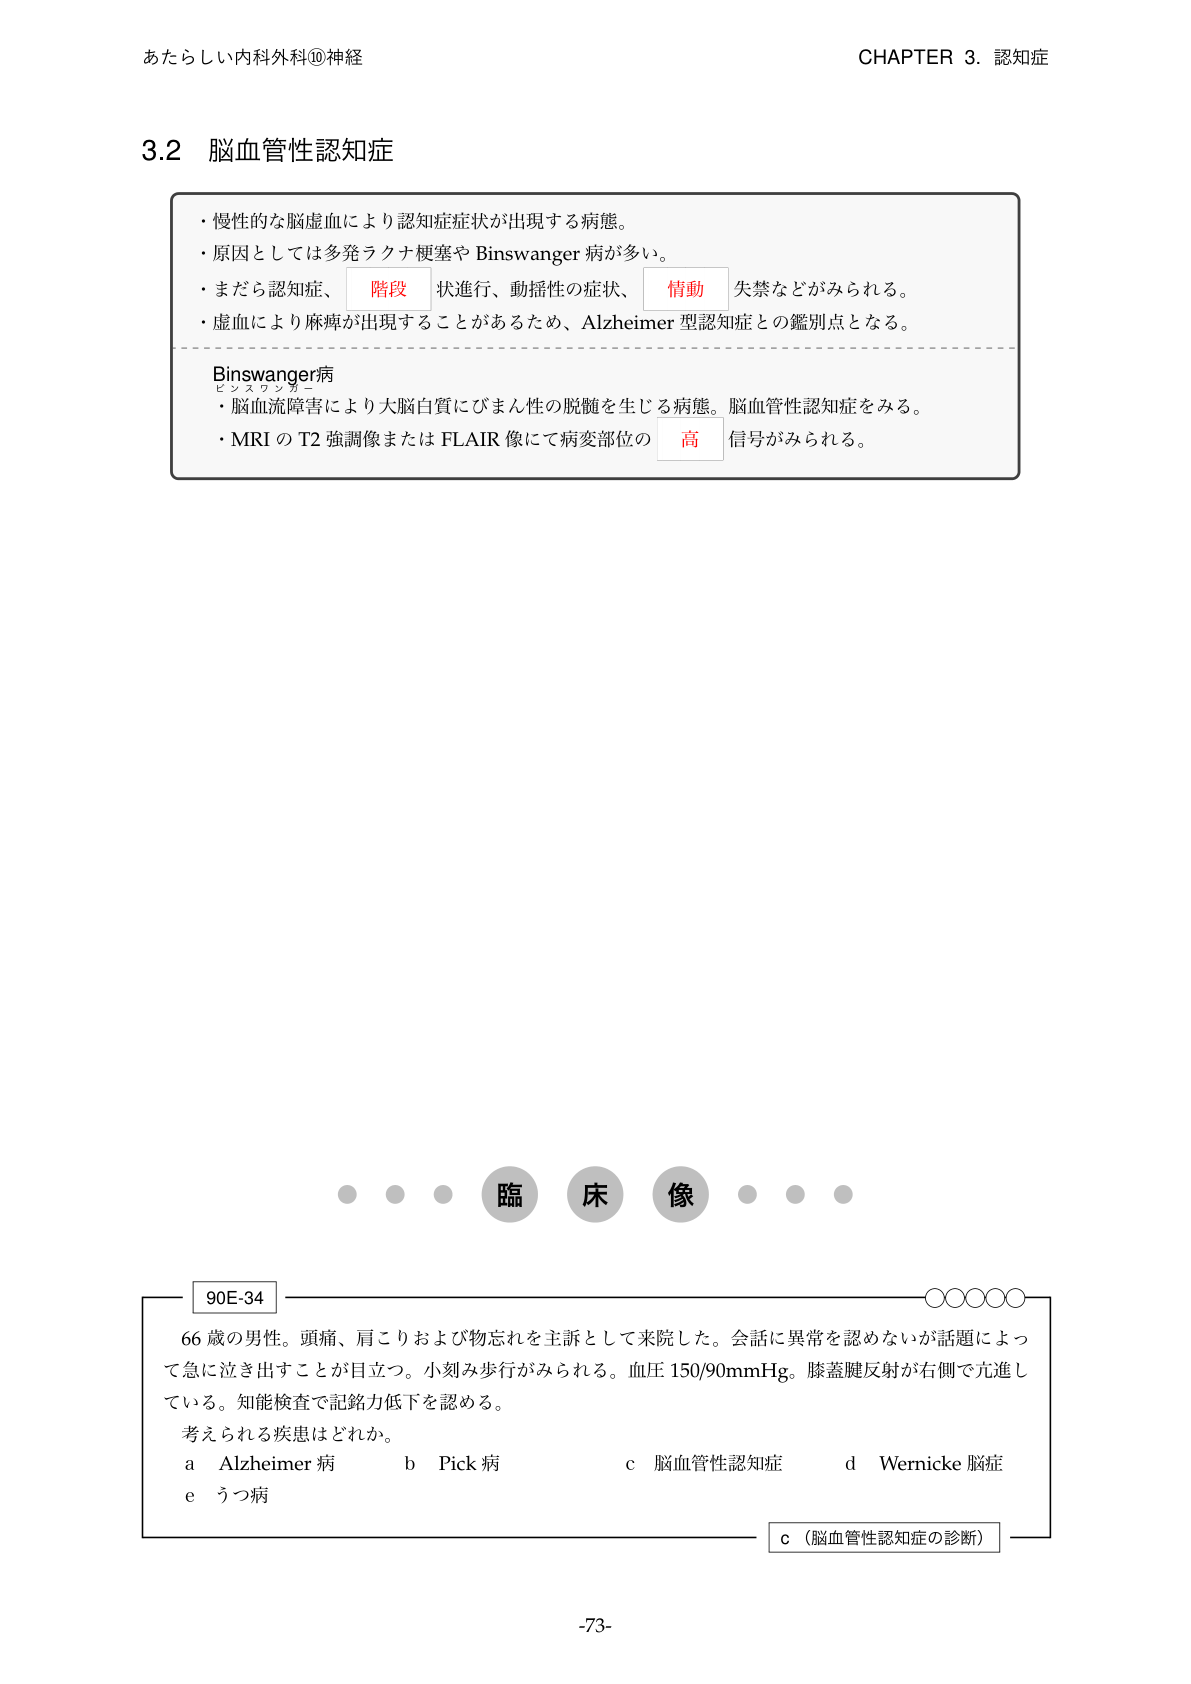 あたらしい内科外科⑩神経 CHAPTER 3. 認知症
3.2 脳血管性認知症
・慢性的な脳虚血により認知症症状が出現する病態。
・原因としては多発ラクナ梗塞や Binswanger 病が多い。
・まだら認知症、 階段 状進行、動揺性の症状、 情動 失禁などがみられる。
・虚血により麻痺が出現することがあるため、Alzheimer 型認知症との鑑別点となる。
Binswanger病
ビンスワンガー
・脳血流障害により大脳白質にびまん性の脱髄を生じる病態。脳血管性認知症をみる。
・MRI の T2 強調像または FLAIR 像にて病変部位の 高 信号がみられる。
臨床像
90E-34
66 歳の男性。頭痛、肩こりおよび物忘れを主訴として来院した。会話に異常を認めないが話題によっ
て急に泣き出すことが目立つ。小刻み歩行がみられる。血圧 150/90mmHg。膝蓋腱反射が右側で亢進し
ている。知能検査で記銘力低下を認める。
考えられる疾患はどれか。
a Alzheimer 病 b Pick 病 c 脳血管性認知症 d Wernicke 脳症
e うつ病
c （脳血管性認知症の診断）
-73-